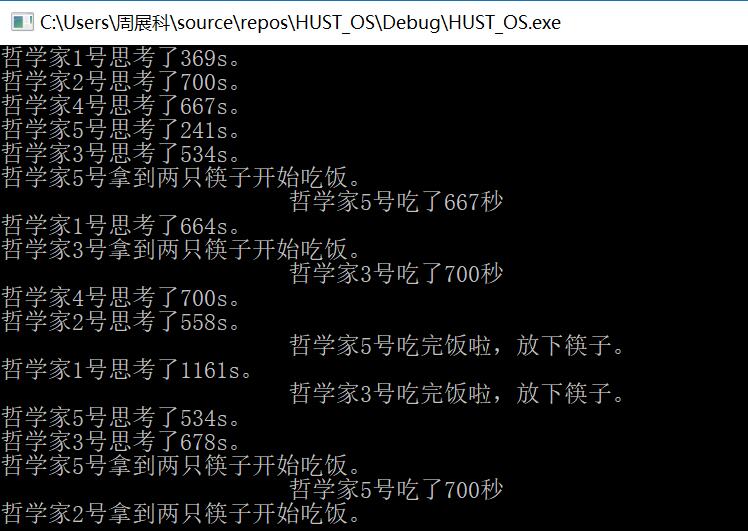 C:\Users\周展科\source\repos\HUST_OS\Debug\HUST_OS.exe
哲学家1号思考了369s。
哲学家2号思考了700s。
哲学家4号思考了667s。
哲学家5号思考了241s。
哲学家3号思考了534s。
哲学家5号拿到两只筷子开始吃饭。
哲学家5号吃了667秒
哲学家1号思考了664s。
哲学家3号拿到两只筷子开始吃饭。
哲学家3号吃了700秒
哲学家4号思考了700s。
哲学家2号思考了558s。
哲学家5号吃完饭啦，放下筷子。
哲学家1号思考了1161s。
哲学家3号吃完饭啦，放下筷子。
哲学家5号思考了534s。
哲学家3号思考了678s。
哲学家5号拿到两只筷子开始吃饭。
哲学家5号吃了700秒
哲学家2号拿到两只筷子开始吃饭。